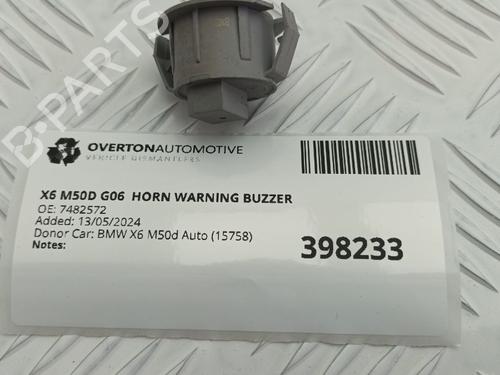 B-PARTS
OVERTONAUTOMOTIVE
VEHICLE DISMANTLERS
X6 M50D G06 HORN WARNING BUZZER
OE: 7482572
Added: 13/05/2024
Donor Car: BMW X6 M50d Auto (15758)
Notes:
398233